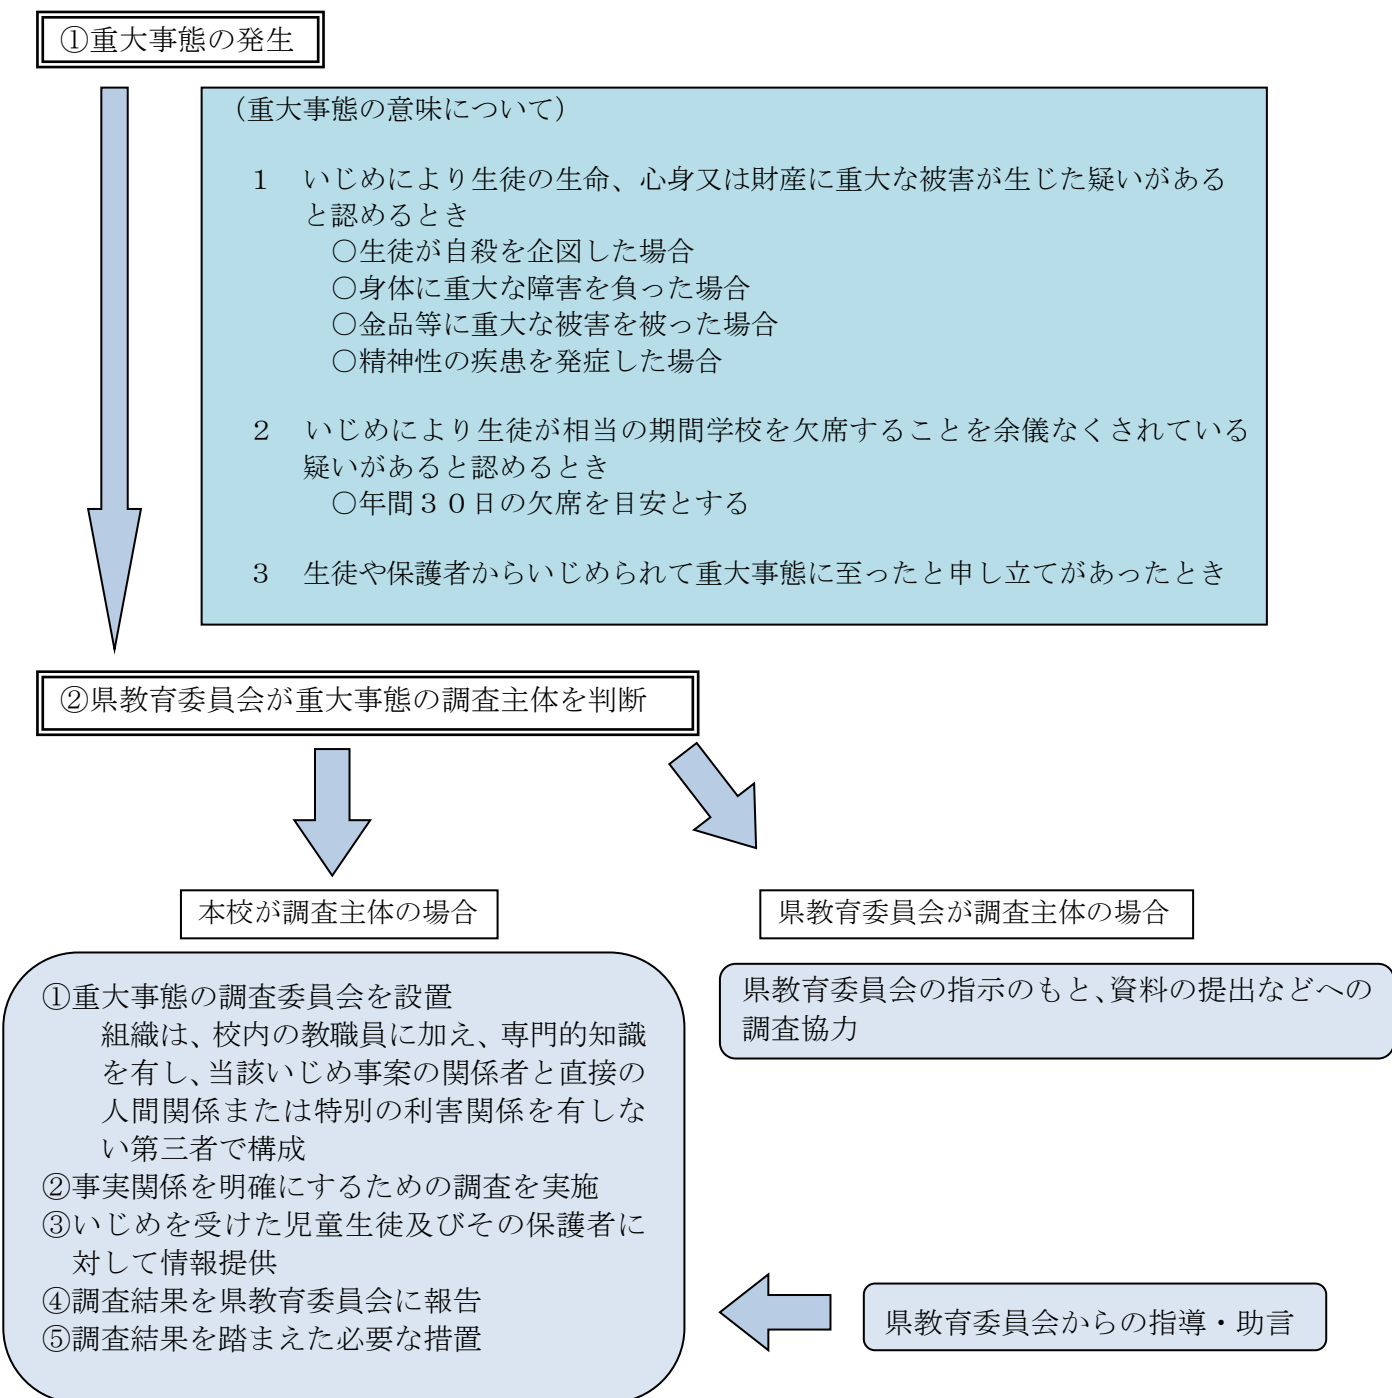 ①重大事態の発生
（重大事態の意味について）
１　いじめにより生徒の生命、心身又は財産に重大な被害が生じた疑いがある
と認めるとき
○生徒が自殺を企図した場合
○身体に重大な障害を負った場合
○金品等に重大な被害を被った場合
○精神性の疾患を発症した場合
２　いじめにより生徒が相当の期間学校を欠席することを余儀なくされている
疑いがあると認めるとき
○年間３０日の欠席を目安とする
３　生徒や保護者からいじめられて重大事態に至ったと申し立てがあったとき
②県教育委員会が重大事態の調査主体を判断
本校が調査主体の場合
①重大事態の調査委員会を設置
組織は、校内の教職員に加え、専門的知識
を有し、当該いじめ事案の関係者と直接の
人間関係または特別の利害関係を有しな
い第三者で構成
②事実関係を明確にするための調査を実施
③いじめを受けた児童生徒及びその保護者に
対して情報提供
④調査結果を県教育委員会に報告
⑤調査結果を踏まえた必要な措置
県教育委員会が調査主体の場合
県教育委員会の指示のもと、資料の提出などへの
調査協力
県教育委員会からの指導・助言